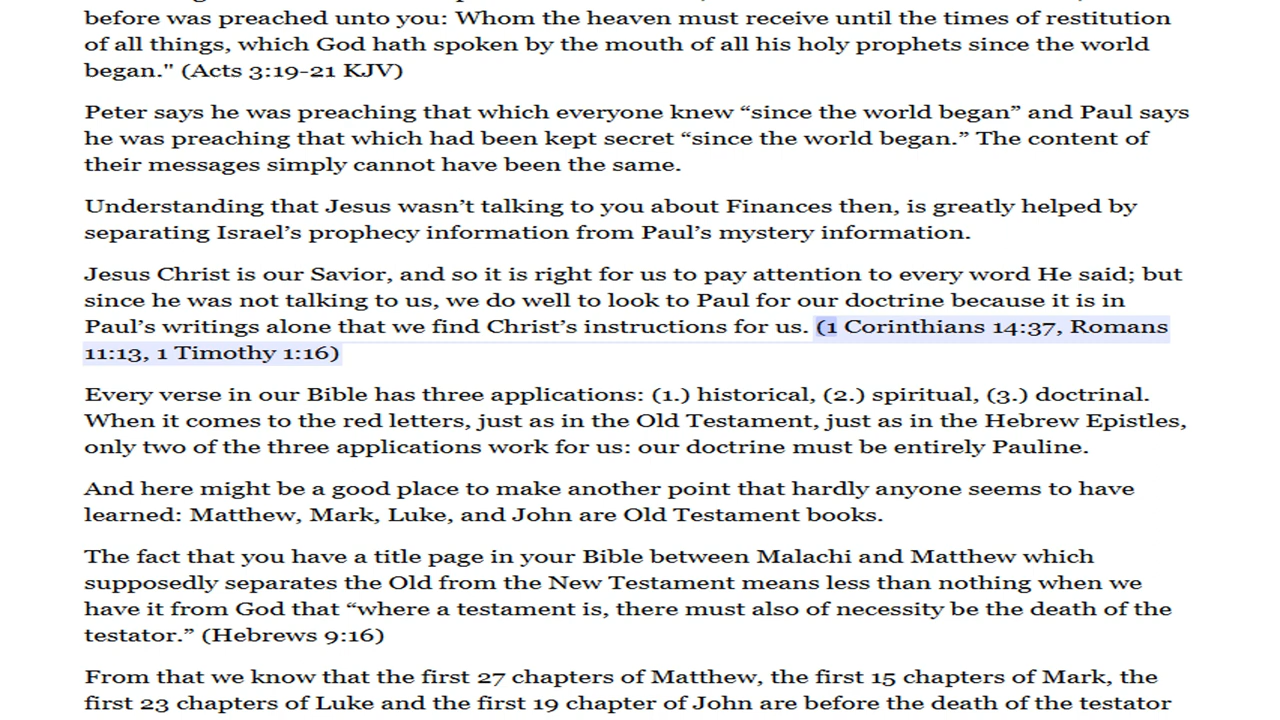 before was preached unto you: Whom the heaven must receive until the times of restitution
of all things, which God hath spoken by the mouth of all his holy prophets since the world
began." (Acts 3:19-21 KJV)
Peter says he was preaching that which everyone knew “since the world began” and Paul says
he was preaching that which had been kept secret “since the world began.” The content of
their messages simply cannot have been the same.
Understanding that Jesus wasn’t talking to you about Finances then, is greatly helped by
separating Israel’s prophecy information from Paul’s mystery information.
Jesus Christ is our Savior, and so it is right for us to pay attention to every word He said; but
since he was not talking to us, we do well to look to Paul for our doctrine because it is in
Paul’s writings alone that we find Christ’s instructions for us. (1 Corinthians 14:37, Romans
11:13, 1 Timothy 1:16)
Every verse in our Bible has three applications: (1.) historical, (2.) spiritual, (3.) doctrinal.
When it comes to the red letters, just as in the Old Testament, just as in the Hebrew Epistles,
only two of the three applications work for us: our doctrine must be entirely Pauline.
And here might be a good place to make another point that hardly anyone seems to have
learned: Matthew, Mark, Luke, and John are Old Testament books.
The fact that you have a title page in your Bible between Malachi and Matthew which
supposedly separates the Old from the New Testament means less than nothing when we
have it from God that “where a testament is, there must also of necessity be the death of the
testator.” (Hebrews 9:16)
From that we know that the first 27 chapters of Matthew, the first 15 chapters of Mark, the
first 23 chapters of Luke and the first 19 chapter of John are before the death of the testator